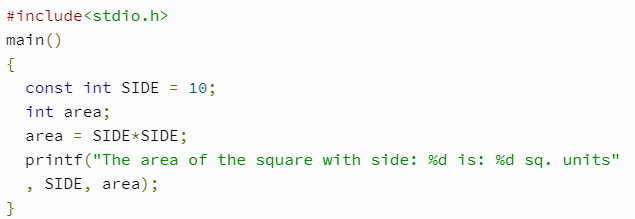 #include<stdio.h>
main()
{
  const int SIDE = 10;
  int area;
  area = SIDE*SIDE;
  printf("The area of the square with side: %d is: %d sq. units"
  , SIDE, area);
}